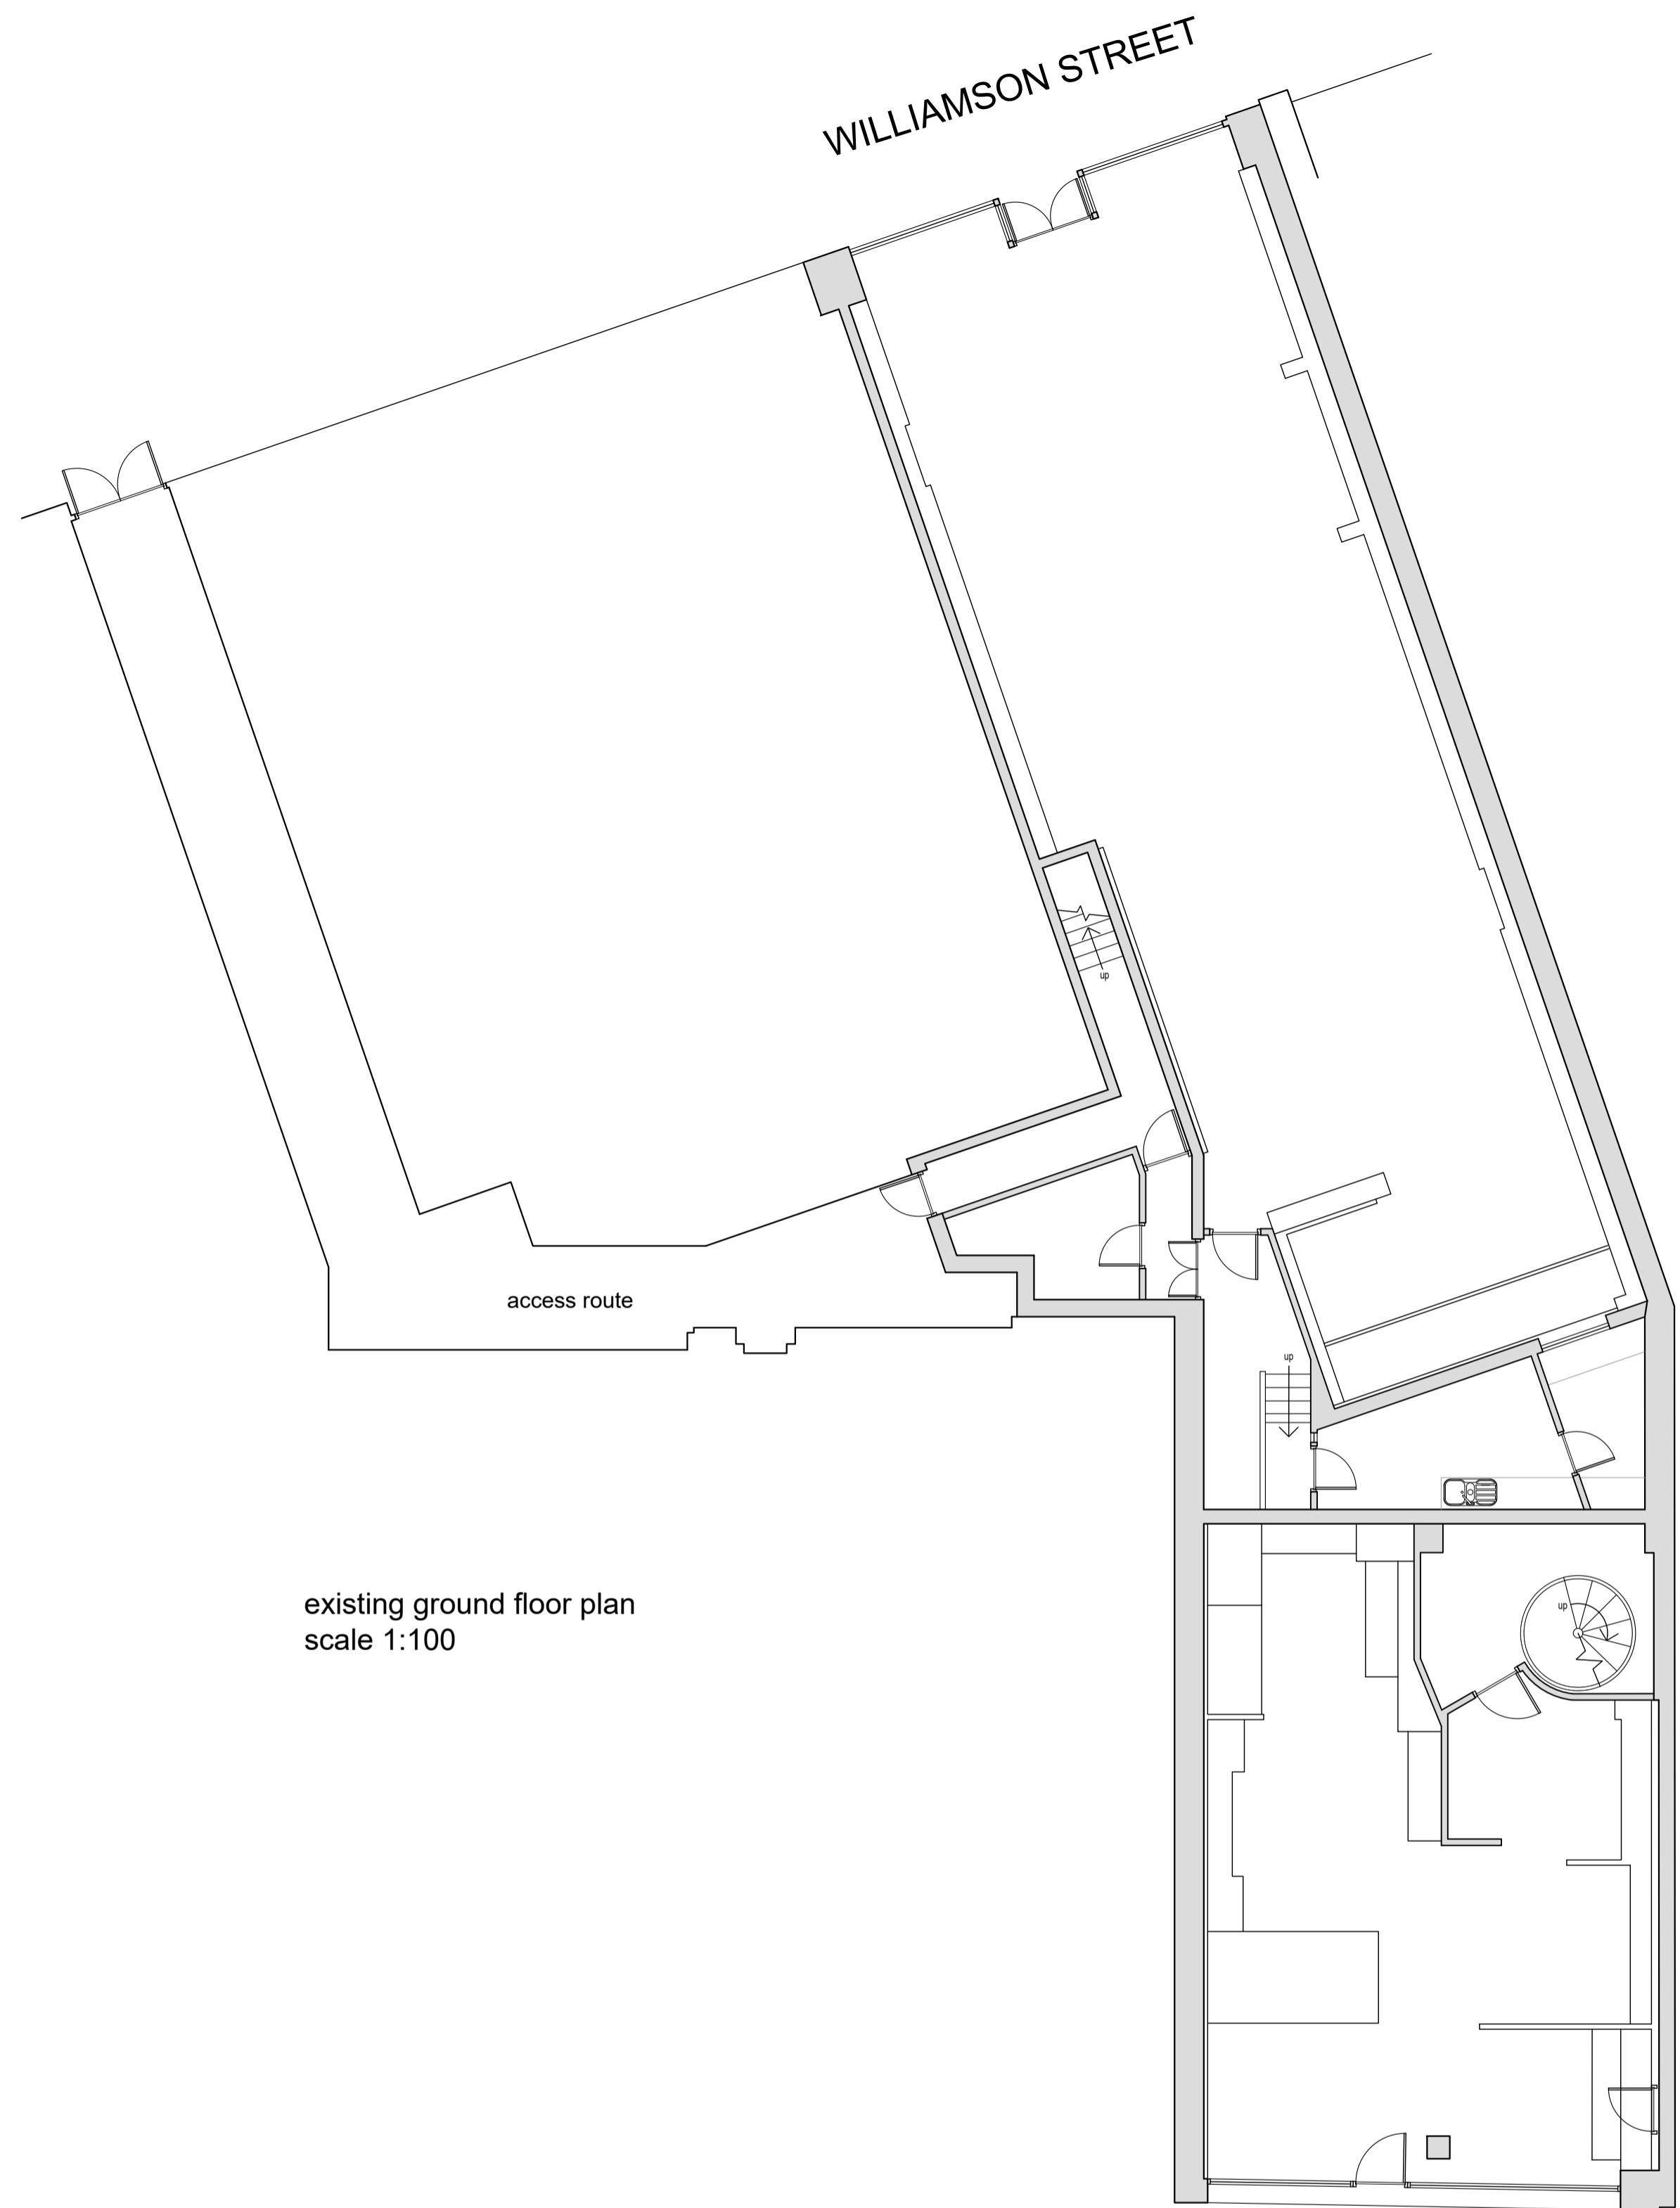 WILLIAMSON STREET
up
access route
up
existing ground floor plan
scale 1:100
up